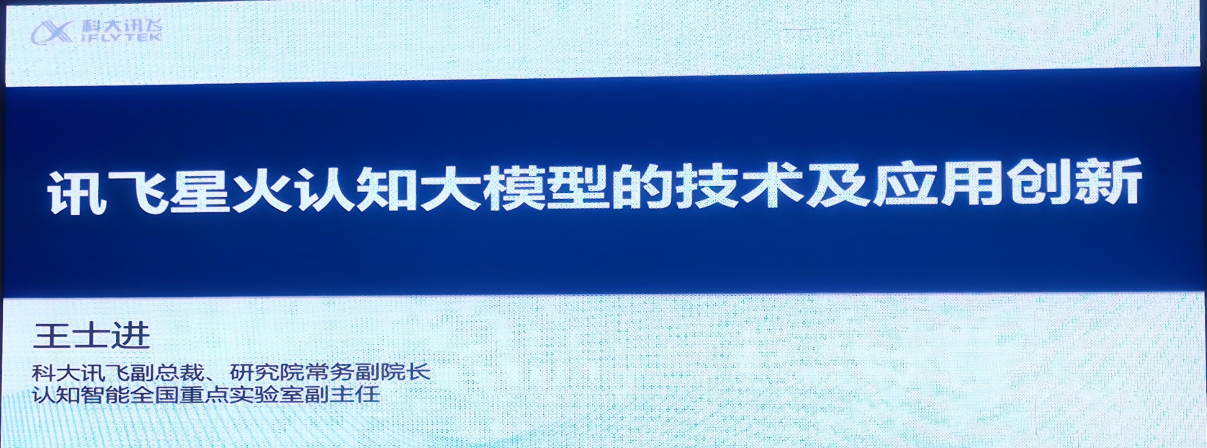 科大讯飞
iFLYTEK
讯飞星火认知大模型的技术及应用创新
王士进
科大讯飞副总裁、研究院常务副院长
认知智能全国重点实验室副主任